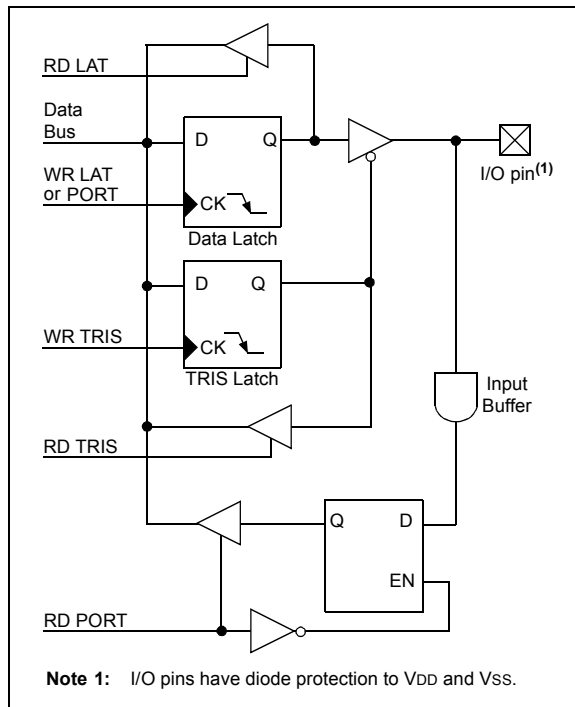 RD LAT
Data
Bus
D Q
WR LAT
or PORT
CK
I/O pin(1)
Data Latch
D Q
WR TRIS
CK
TRIS Latch
Input
Buffer
RD TRIS
Q D
EN
RD PORT
Note 1: I/O pins have diode protection to VDD and VSS.